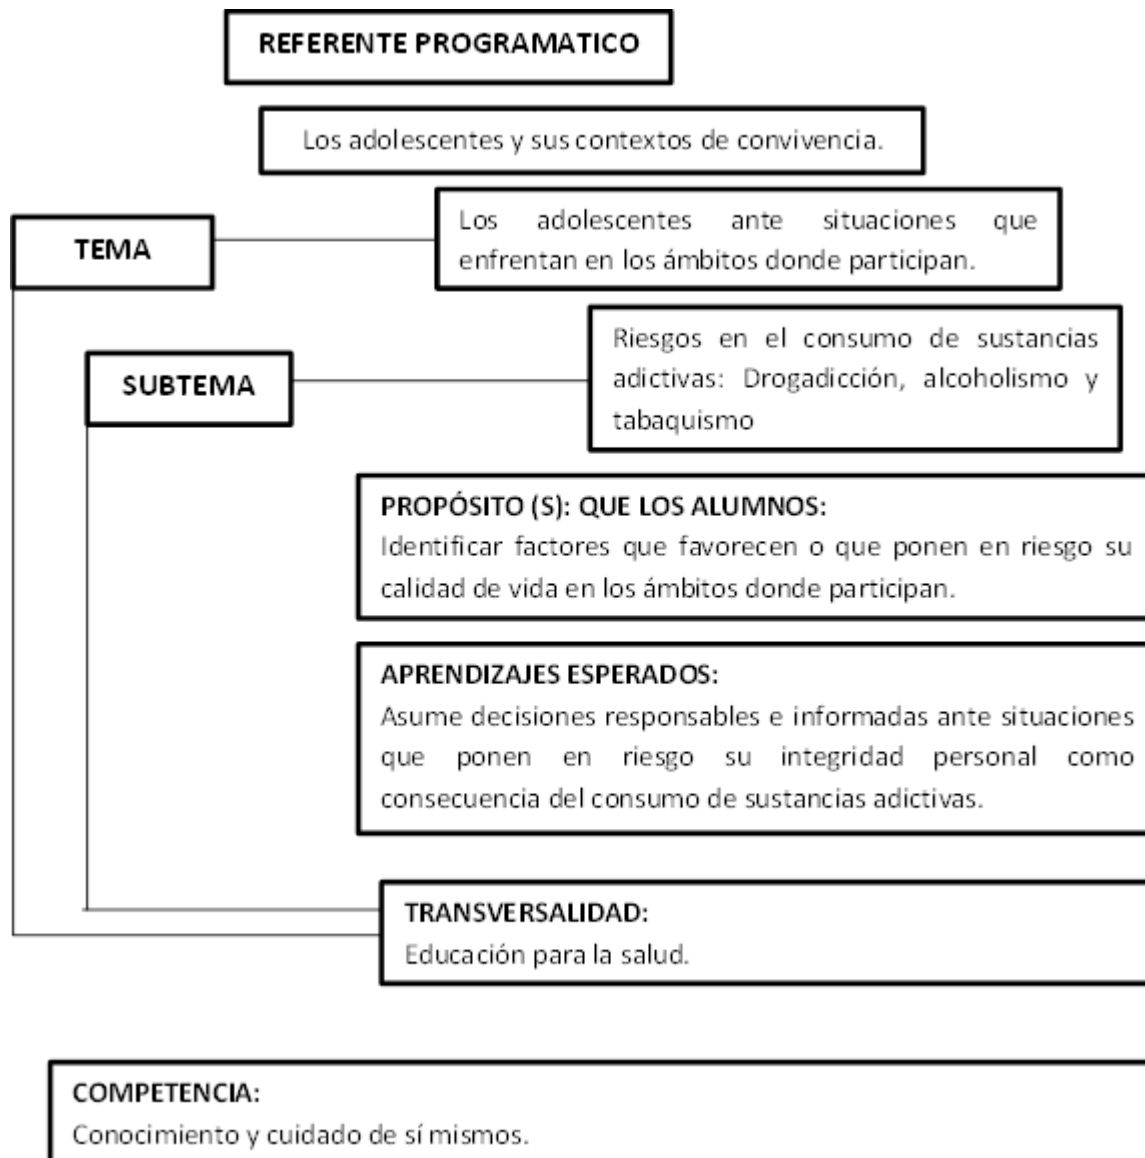 REFERENTE PROGRAMATICO
Los adolescentes y sus contextos de convivencia.
TEMA
Los adolescentes ante situaciones que
enfrentan en los ámbitos donde participan.
SUBTEMA
Riesgos en el consumo de sustancias
adictivas: Drogadicción, alcoholismo y
tabaquismo
PROPÓSITO (S): QUE LOS ALUMNOS:
Identificar factores que favorecen o que ponen en riesgo su
calidad de vida en los ámbitos donde participan.
APRENDIZAJES ESPERADOS:
Asume decisiones responsables e informadas ante situaciones
que ponen en riesgo su integridad personal como
consecuencia del consumo de sustancias adictivas.
TRANSVERSALIDAD:
Educación para la salud.
COMPETENCIA:
Conocimiento y cuidado de sí mismos.